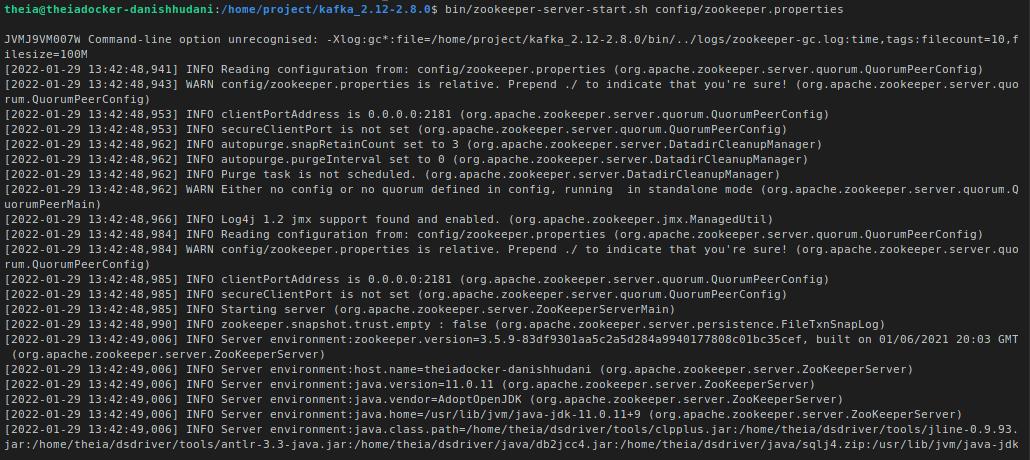 theia@theiadocker-danishhudani:/home/project/kafka_2.12-2.8.0$ bin/zookeeper-server-start.sh config/zookeeper.properties
JVMJ9VM007W Command-line option unrecognised: -Xlog:gc*:file=/home/project/kafka_2.12-2.8.0/bin/../logs/zookeeper-gc.log:time,tags:filecount=10,f
ilesize=100M
[2022-01-29 13:42:48,941] INFO Reading configuration from: config/zookeeper.properties (org.apache.zookeeper.server.quorum.QuorumPeerConfig)
[2022-01-29 13:42:48,943] WARN config/zookeeper.properties is relative. Prepend ./ to indicate that you're sure! (org.apache.zookeeper.server.quo
rum.QuorumPeerConfig)
[2022-01-29 13:42:48,953] INFO clientPortAddress is 0.0.0.0:2181 (org.apache.zookeeper.server.quorum.QuorumPeerConfig)
[2022-01-29 13:42:48,953] INFO secureClientPort is not set (org.apache.zookeeper.server.quorum.QuorumPeerConfig)
[2022-01-29 13:42:48,962] INFO autopurge.snapRetainCount set to 3 (org.apache.zookeeper.server.DatadirCleanupManager)
[2022-01-29 13:42:48,962] INFO autopurge.purgeInterval set to 0 (org.apache.zookeeper.server.DatadirCleanupManager)
[2022-01-29 13:42:48,962] INFO Purge task is not scheduled. (org.apache.zookeeper.server.DatadirCleanupManager)
[2022-01-29 13:42:48,962] WARN Either no config or no quorum defined in config, running  in standalone mode (org.apache.zookeeper.server.quorum.Q
uorumPeerMain)
[2022-01-29 13:42:48,966] INFO Log4j 1.2 jmx support found and enabled. (org.apache.zookeeper.jmx.ManagedUtil)
[2022-01-29 13:42:48,984] INFO Reading configuration from: config/zookeeper.properties (org.apache.zookeeper.server.quorum.QuorumPeerConfig)
[2022-01-29 13:42:48,984] WARN config/zookeeper.properties is relative. Prepend ./ to indicate that you're sure! (org.apache.zookeeper.server.quo
rum.QuorumPeerConfig)
[2022-01-29 13:42:48,985] INFO clientPortAddress is 0.0.0.0:2181 (org.apache.zookeeper.server.quorum.QuorumPeerConfig)
[2022-01-29 13:42:48,985] INFO secureClientPort is not set (org.apache.zookeeper.server.quorum.QuorumPeerConfig)
[2022-01-29 13:42:48,985] INFO Starting server (org.apache.zookeeper.server.ZooKeeperServerMain)
[2022-01-29 13:42:48,990] INFO zookeeper.snapshot.trust.empty : false (org.apache.zookeeper.server.persistence.FileTxnSnapLog)
[2022-01-29 13:42:49,006] INFO Server environment:zookeeper.version=3.5.9-83df9301aa5c2a5d284a9940177808c01bc35cef, built on 01/06/2021 20:03 GMT
 (org.apache.zookeeper.server.ZooKeeperServer)
[2022-01-29 13:42:49,006] INFO Server environment:host.name=theiadocker-danishhudani (org.apache.zookeeper.server.ZooKeeperServer)
[2022-01-29 13:42:49,006] INFO Server environment:java.version=11.0.11 (org.apache.zookeeper.server.ZooKeeperServer)
[2022-01-29 13:42:49,006] INFO Server environment:java.vendor=AdoptOpenJDK (org.apache.zookeeper.server.ZooKeeperServer)
[2022-01-29 13:42:49,006] INFO Server environment:java.home=/usr/lib/jvm/java-jdk-11.0.11+9 (org.apache.zookeeper.server.ZooKeeperServer)
[2022-01-29 13:42:49,006] INFO Server environment:java.class.path=/home/theia/dsdriver/tools/clpplus.jar:/home/theia/dsdriver/tools/jline-0.9.93.
jar:/home/theia/dsdriver/tools/antlr-3.3-java.jar:/home/theia/dsdriver/java/db2jcc4.jar:/home/theia/dsdriver/java/sqlj4.zip:/usr/lib/jvm/java-jdk